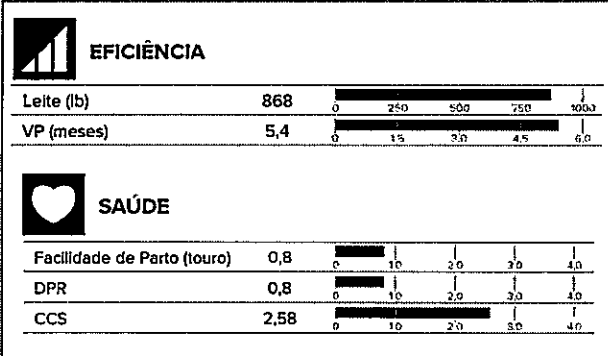 EFICIÊNCIA
Leite (lb) 868
0 250 500 750 1000
VP (meses) 5,4
0 1,5 3,0 4,5 6,0
SAÚDE
Facilidade de Parto (touro) 0,8
0 1,0 2,0 3,0 4,0
DPR 0,8
0 1,0 2,0 3,0 4,0
CCS 2,58
0 1,0 2,0 3,0 4,0